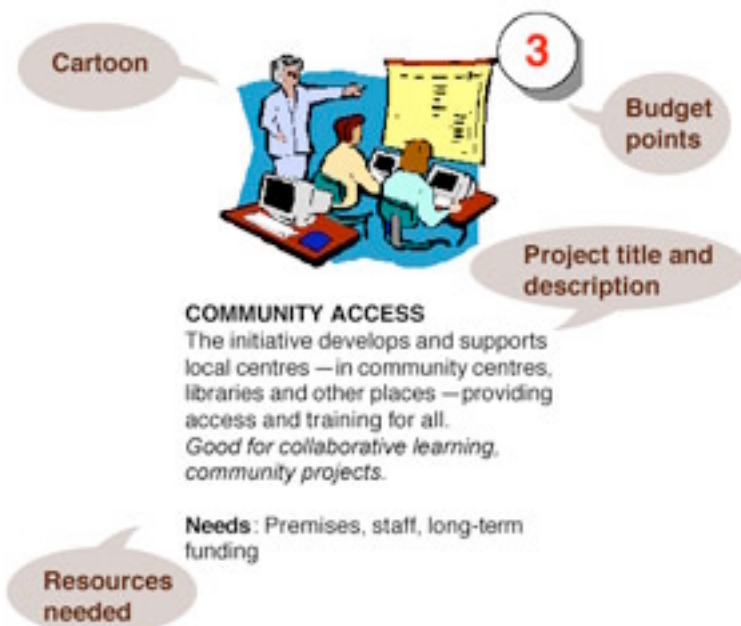 Cartoon
3
Budget
points
Project title and
description
COMMUNITY ACCESS
The initiative develops and supports
local centres —in community centres,
libraries and other places —providing
access and training for all.
Good for collaborative learning,
community projects.
Needs: Premises, staff, long-term
funding
Resources
needed